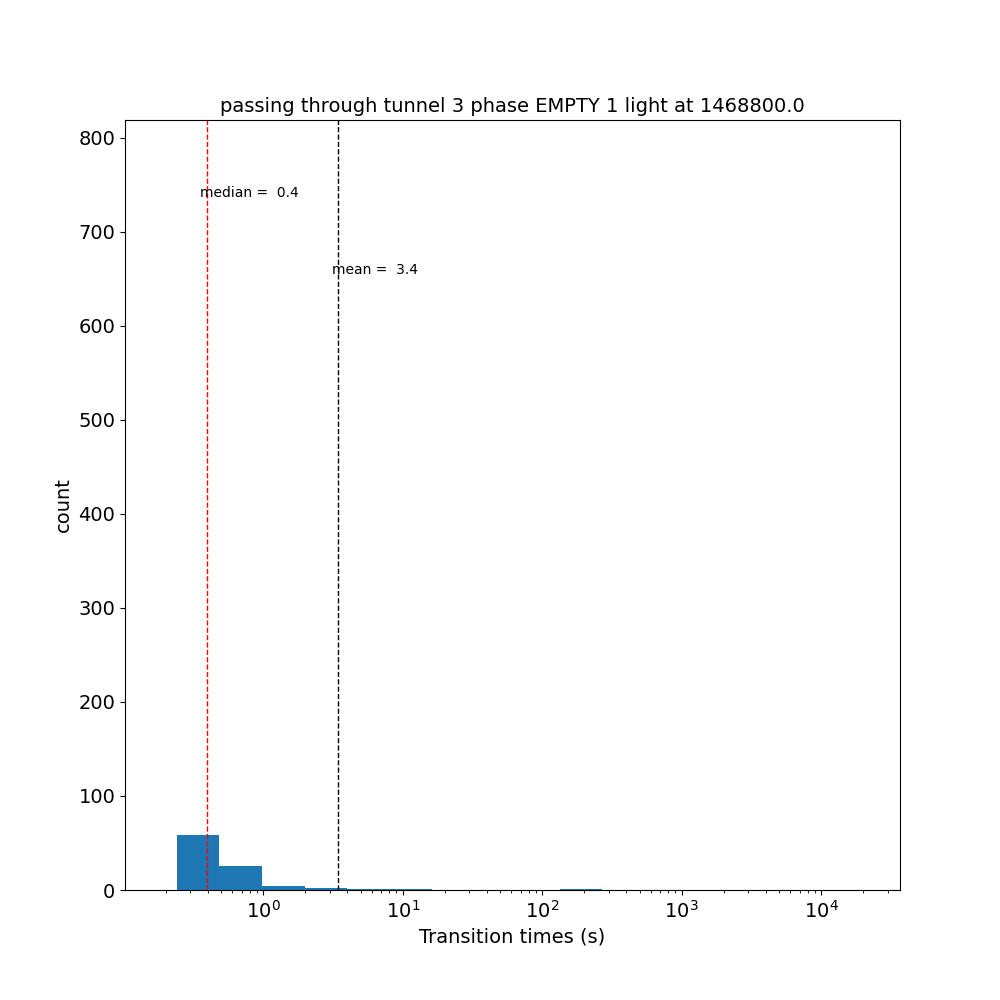 passing through tunnel 3 phase EMPTY 1 light at 1468800.0
800
700
600
500
400
300
200
100
0
count
median =  0.4
mean =  3.4
10^0
10^1
10^2
10^3
10^4
Transition times (s)